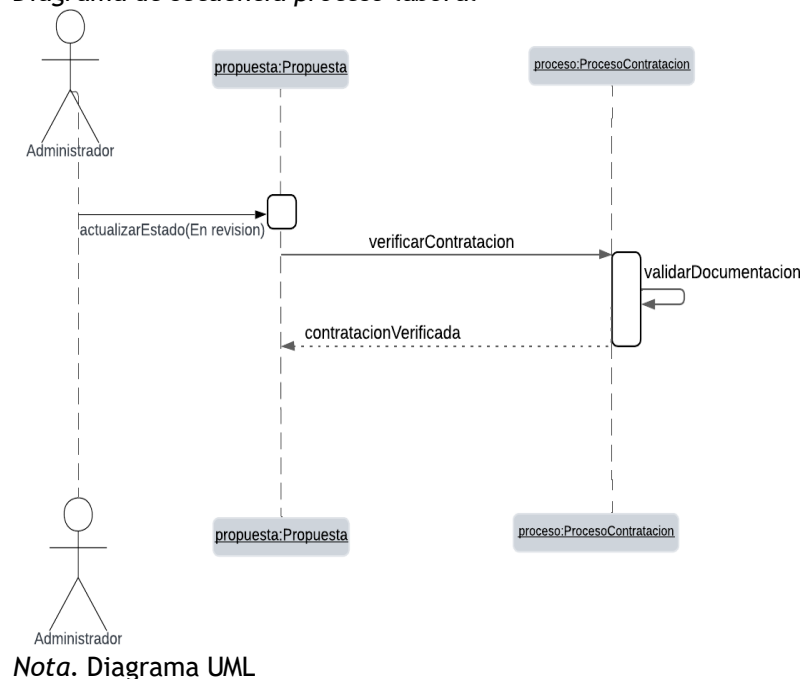 Diagrama de secuencia proceso laboral
propuesta:Propuesta
proceso:ProcesoContratacion
Administrador
actualizarEstado(En revision)
verificarContratacion
validarDocumentacion
contratacionVerificada
propuesta:Propuesta
proceso:ProcesoContratacion
Administrador
Nota. Diagrama UML